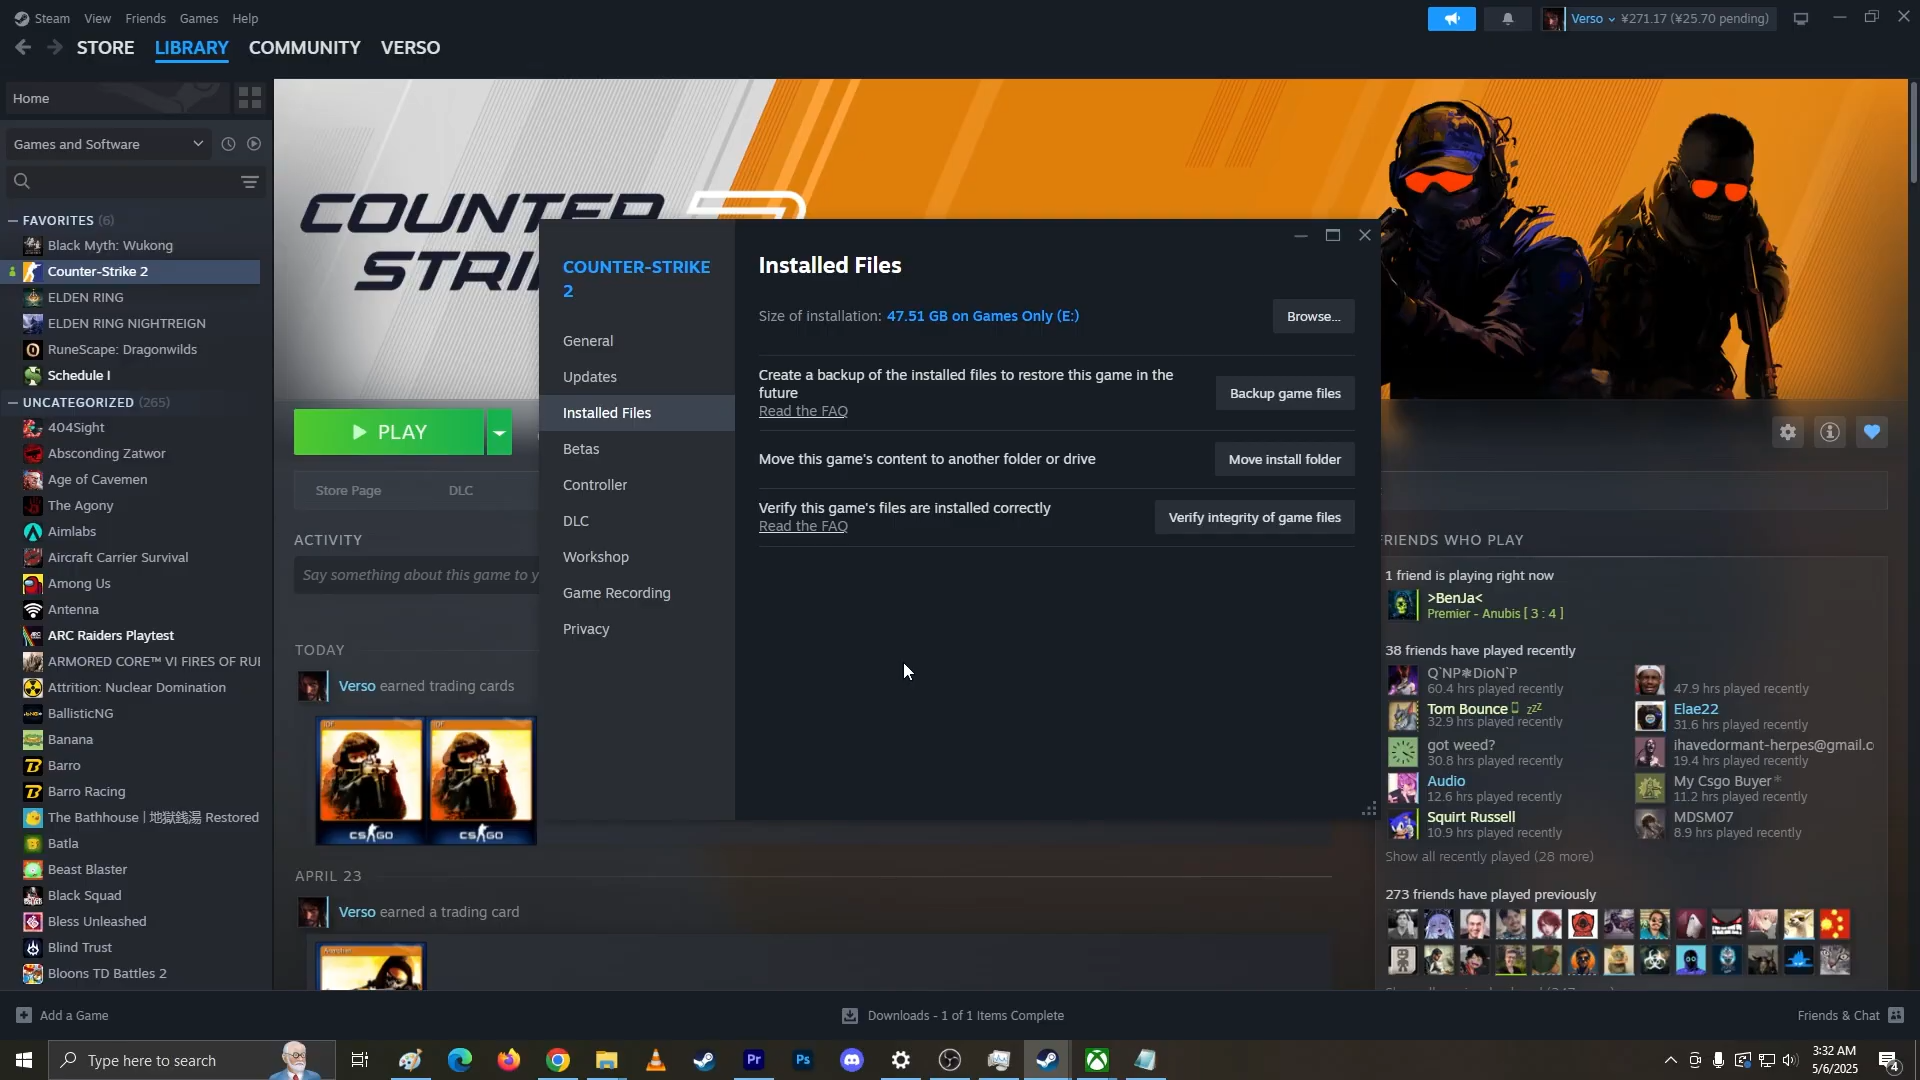 Steam View Friends Games Help
Verso ¥271.17 (¥25.70 pending)
STORE LIBRARY COMMUNITY VERSO
Home
Games and Software
FAVORITES (6)
Black Myth: Wukong
Counter-Strike 2
ELDEN RING
ELDEN RING NIGHTREIGN
RuneScape: Dragonwilds
Schedule I
UNCATEGORIZED (265)
404Sight
Absconding Zatwor
Age of Cavemen
The Agony
Aimlabs
Aircraft Carrier Survival
Among Us
Antenna
ARC Raiders Playtest
ARMORED CORE™ VI FIRES OF RUI
Attrition: Nuclear Domination
BallisticNG
Banana
Barro
Barro Racing
The Bathhouse | 地獄銭湯 Restored
Batla
Beast Blaster
Black Squad
Bless Unleashed
Blind Trust
Bloons TD Battles 2
COUNTER
STRI
PLAY
Store Page DLC
ACTIVITY
Say something about this game to y
TODAY
Verso earned trading cards
IDF IDF
CS GO CS GO
APRIL 23
Verso earned a trading card
COUNTER-STRIKE
2
General
Updates
Installed Files
Betas
Controller
DLC
Workshop
Game Recording
Privacy
Installed Files
Size of installation: 47.51 GB on Games Only (E:)
Browse...
Create a backup of the installed files to restore this game in the
future
Read the FAQ
Backup game files
Move this game's content to another folder or drive
Move install folder
Verify this game's files are installed correctly
Read the FAQ
Verify integrity of game files
FRIENDS WHO PLAY
1 friend is playing right now
>BenJa<
Premier - Anubis [ 3 : 4 ]
38 friends have played recently
Q`NP❃DioN`P
60.4 hrs played recently
47.9 hrs played recently
Tom Bounce zzZ
32.9 hrs played recently
Elae22
31.6 hrs played recently
got weed?
30.8 hrs played recently
ihavedormant-herpes@gmail.c
19.4 hrs played recently
Audio
12.6 hrs played recently
My Csgo Buyer*
11.2 hrs played recently
Squirt Russell
10.9 hrs played recently
MDSM07
8.9 hrs played recently
Show all recently played (28 more)
273 friends have played previously
Add a Game
Downloads - 1 of 1 Items Complete
Friends & Chat
Type here to search
Pr Ps
3:32 AM
5/6/2025
4